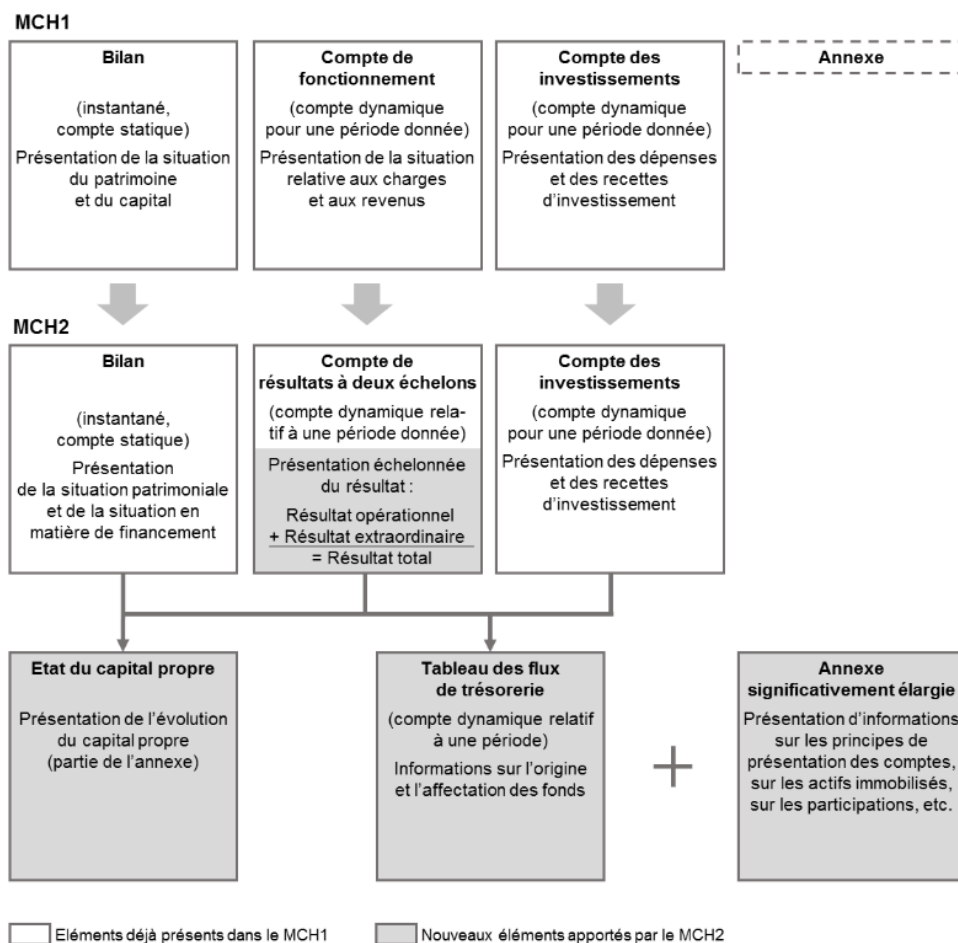 MCH1
Bilan
(instantané,
compte statique)
Présentation de la situation
du patrimoine
et du capital
Compte de
fonctionnement
(compte dynamique
pour une période donnée)
Présentation de la situation
relative aux charges
et aux revenus
Compte des
investissements
(compte dynamique
pour une période donnée)
Présentation des dépenses
et des recettes
d'investissement
Annexe
MCH2
Bilan
(instantané,
compte statique)
Présentation
de la situation patrimoniale
et de la situation en
matière de financement
Compte de
résultats à deux échelons
(compte dynamique rela-
tif à une période donnée)
Présentation échelonnée
du résultat :
Résultat opérationnel
+ Résultat extraordinaire
= Résultat total
Compte des
investissements
(compte dynamique
pour une période donnée)
Présentation des dépenses
et des recettes
d'investissement
Etat du capital propre
Présentation de l'évolution
du capital propre
(partie de l'annexe)
Tableau des flux
de trésorerie
(compte dynamique relatif
à une période)
Informations sur l'origine
et l'affectation des fonds
+
Annexe
significativement élargie
Présentation d'informations
sur les principes de
présentation des comptes,
sur les actifs immobilisés,
sur les participations, etc.
Eléments déjà présents dans le MCH1
Nouveaux éléments apportés par le MCH2